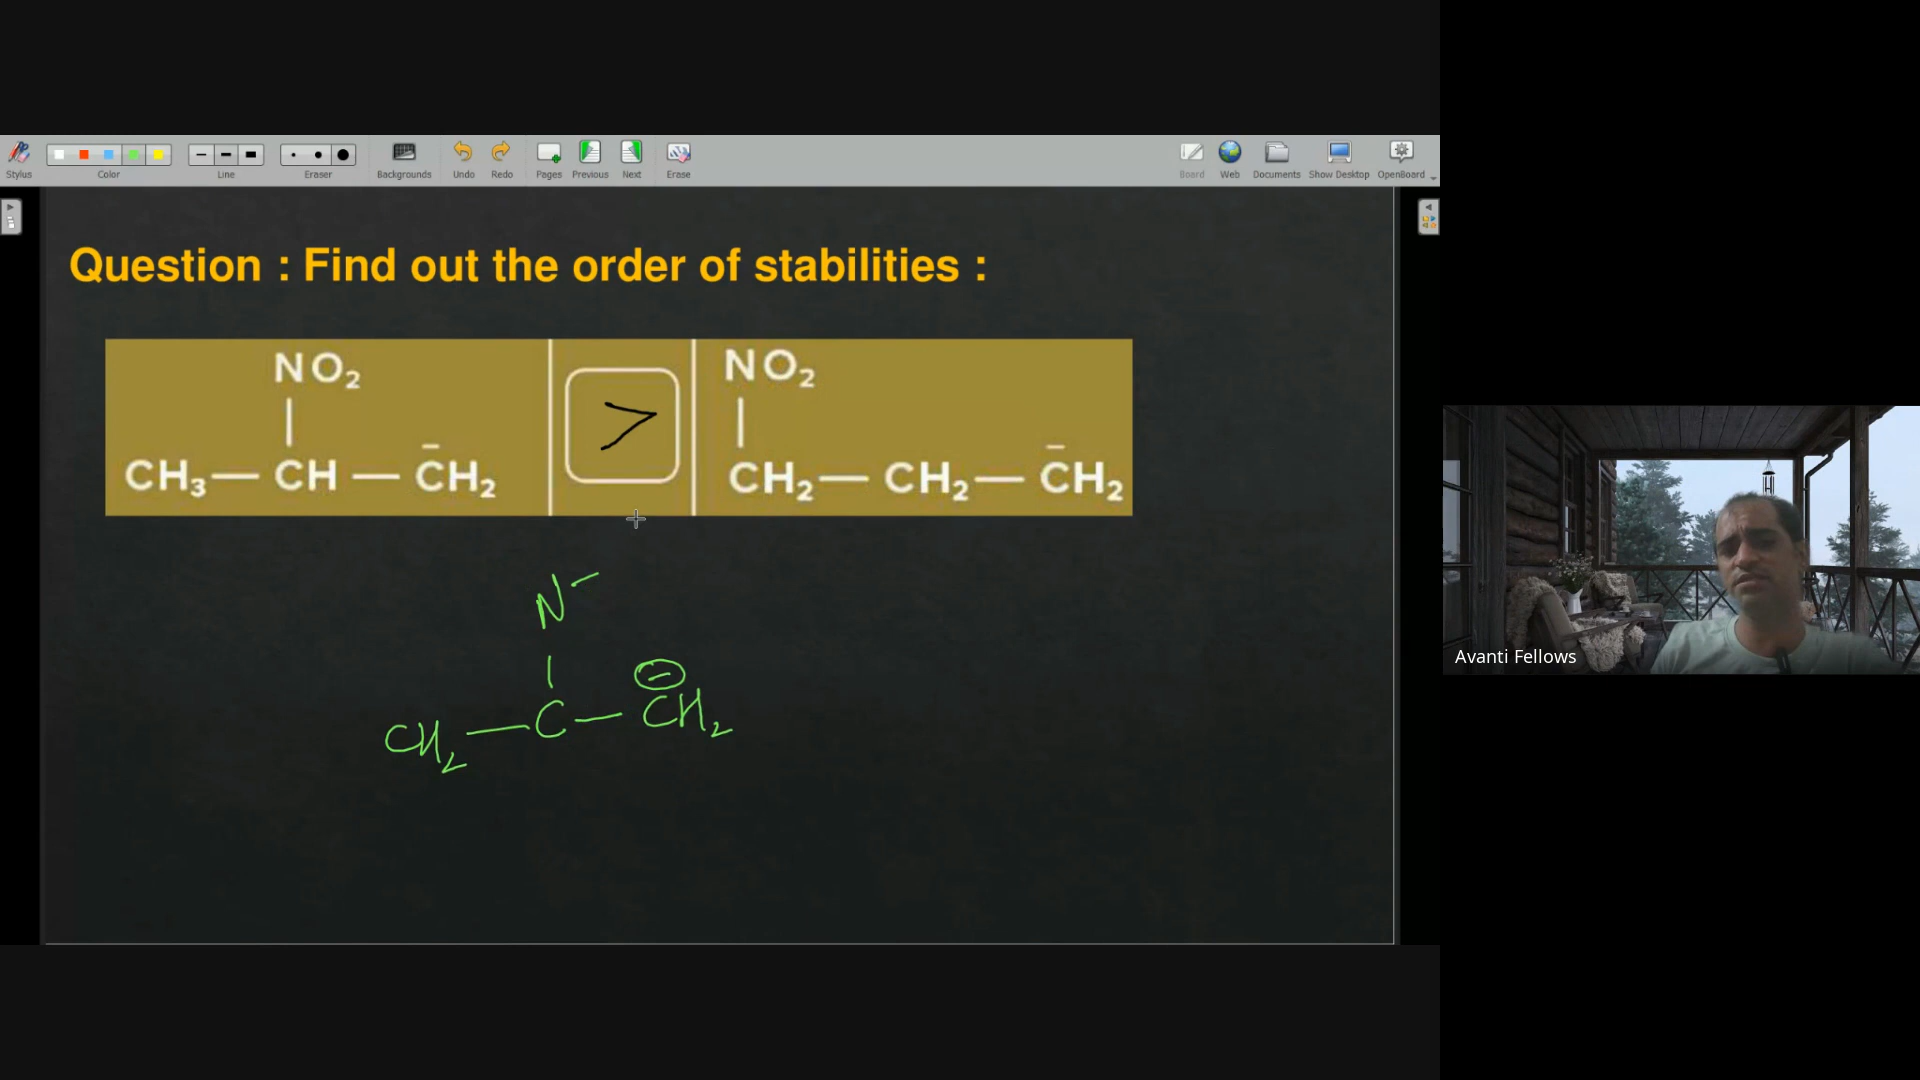 Stylus Color Line Eraser Backgrounds Undo Redo Pages Previous Next Erase Board Web Documents Show Desktop OpenBoard
Question : Find out the order of stabilities :
NO₂ NO₂
>
CH₃ — CH — C̄H₂ CH₂ — CH₂ — C̄H₂
N
CH₂ — C — CH₂
Avanti Fellows